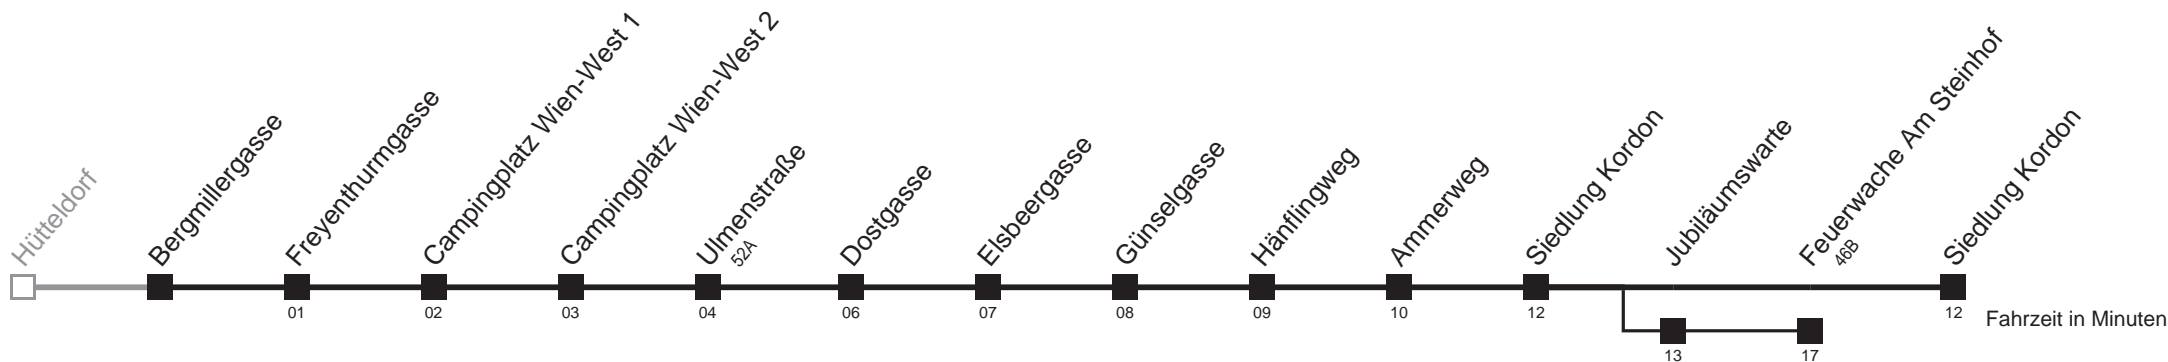 Hütteldorf
Bergmillergasse
Freyenthurmgasse
Campingplatz Wien-West 1
Campingplatz Wien-West 2
Ulmenstraße
52A
Dostgasse
Elsbeergasse
Günselgasse
Hänflingweg
Ammerweg
Siedlung Kordon
Jubiläumswarte
Feuerwache Am Steinhof
46B
Siedlung Kordon
01
02
03
04
06
07
08
09
10
12
12
Fahrzeit in Minuten
13
17